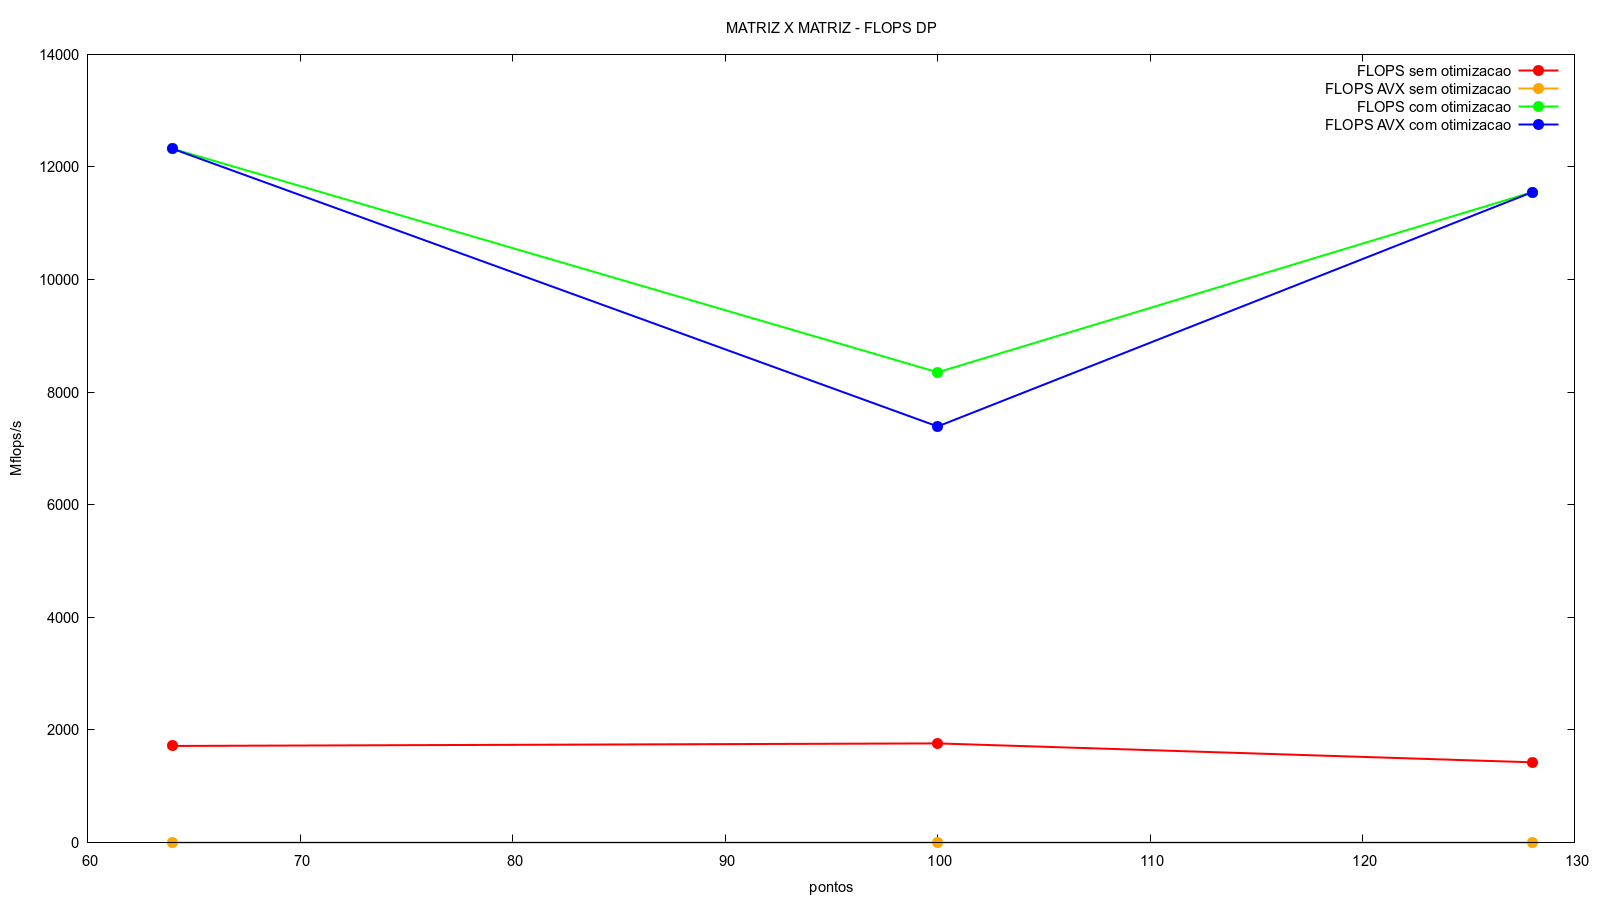 MATRIZ X MATRIZ - FLOPS DP
14000
12000
10000
8000
6000
4000
2000
0
Mflops/s
FLOPS sem otimizacao
FLOPS AVX sem otimizacao
FLOPS com otimizacao
FLOPS AVX com otimizacao
60 70 80 90 100 110 120 130
pontos